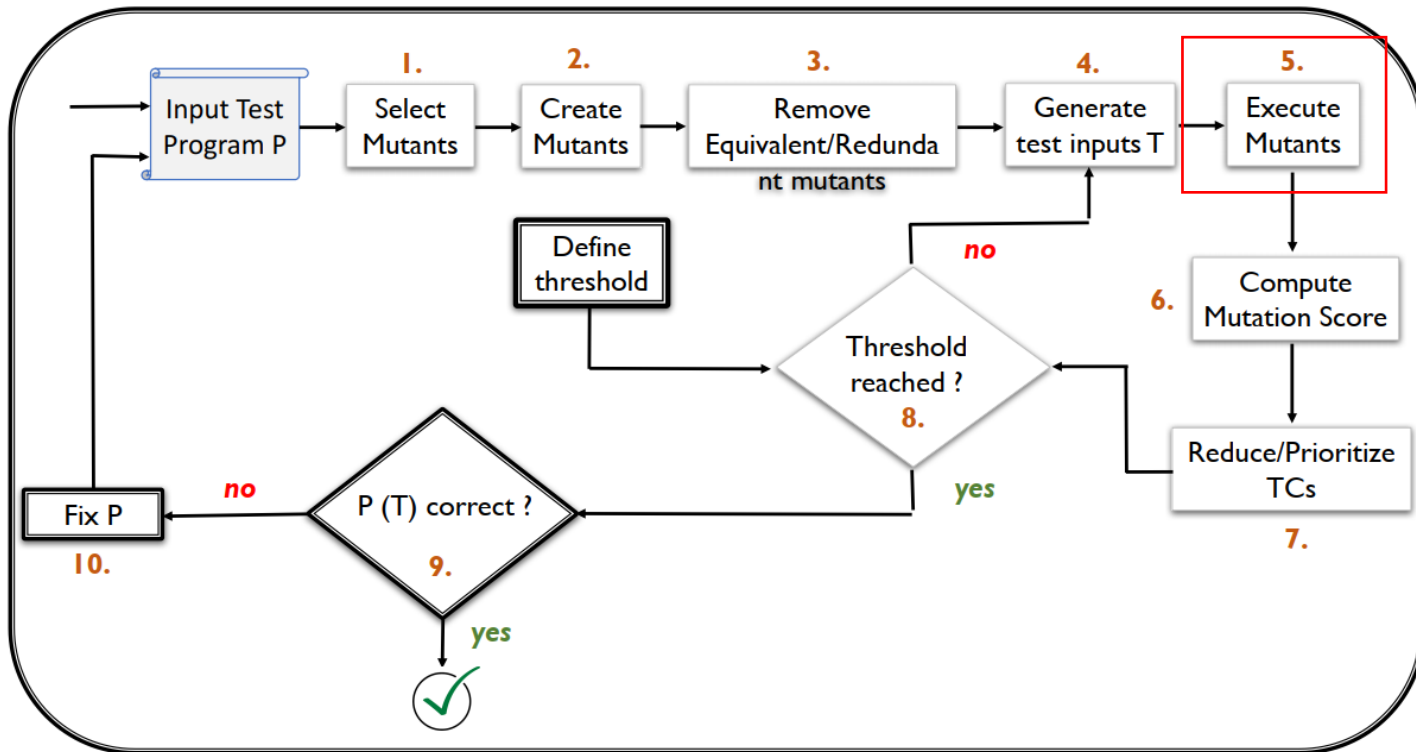 1.
2.
3.
4.
5.
Input Test
Program P
Select
Mutants
Create
Mutants
Remove
Equivalent/Redunda
nt mutants
Generate
test inputs T
Execute
Mutants
Define
threshold
no
6.
Compute
Mutation Score
Threshold
reached ?
8.
Reduce/Prioritize
TCs
7.
yes
P (T) correct ?
9.
no
Fix P
10.
yes